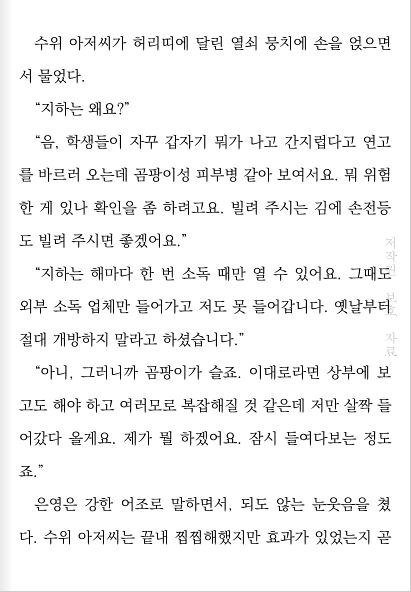 수위 아저씨가 허리띠에 달린 열쇠 뭉치에 손을 얹으면
서 물었다.
“지하는 왜요?”
“음, 학생들이 자꾸 갑자기 뭐가 나고 간지럽다고 연고
를 바르러 오는데 곰팡이성 피부병 같아 보여서요. 뭐 위험
한 게 있나 확인을 좀 하려고요. 빌려 주시는 김에 손전등
도 빌려 주시면 좋겠어요.”
“지하는 해마다 한 번 소독 때만 열 수 있어요. 그때도
외부 소독 업체만 들어가고 저도 못 들어갑니다. 옛날부터
절대 개방하지 말라고 하셨습니다.”
“아니, 그러니까 곰팡이가 슬죠. 이대로라면 상부에 보
고도 해야 하고 여러모로 복잡해질 것 같은데 저만 살짝 들
어갔다 올게요. 제가 뭘 하겠어요. 잠시 들여다보는 정도
죠.”
은영은 강한 어조로 말하면서, 되도 않는 눈웃음을 쳤
다. 수위 아저씨는 끝내 찝찝해했지만 효과가 있었는지 곧
저작권 보호 자료